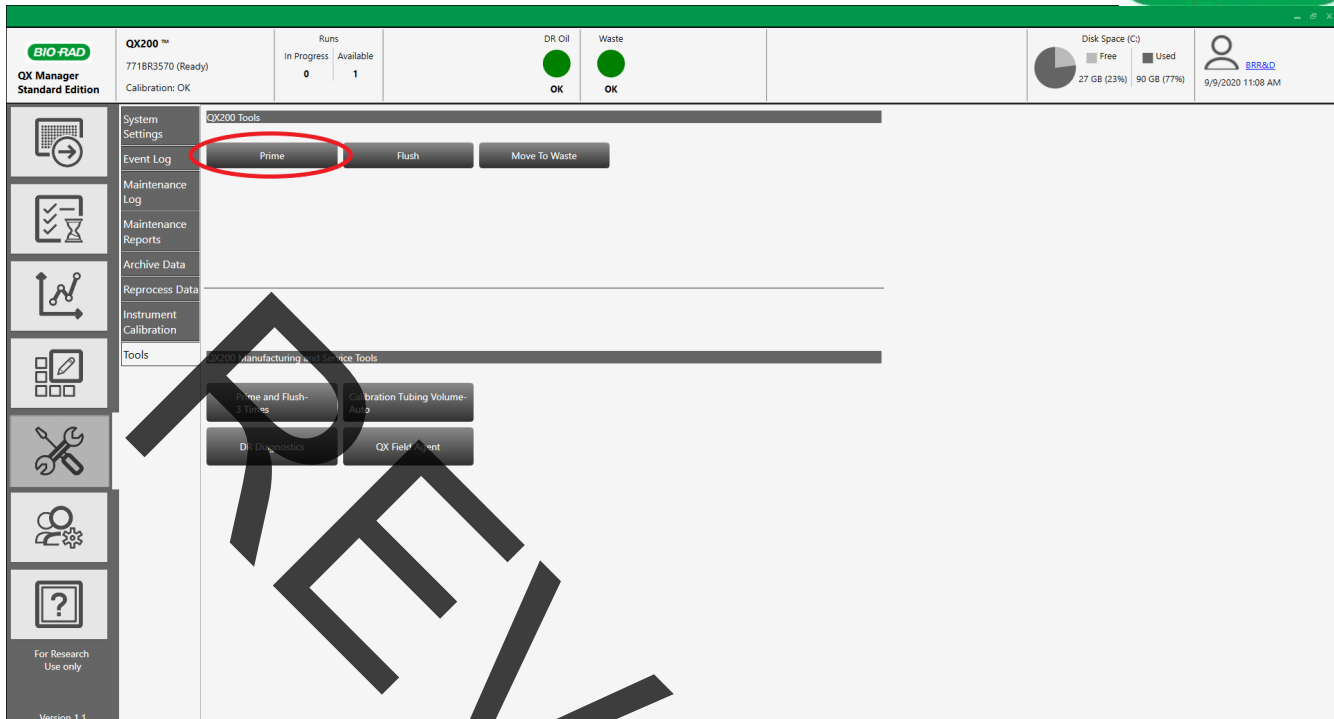 BIO-RAD
QX Manager
Standard Edition
QX200 ™
771BR3570 (Ready)
Calibration: OK
Runs
In Progress Available
0 1
DR Oil
OK
Waste
OK
Disk Space (C:)
Free Used
27 GB (23%) 90 GB (77%)
BRR&D
9/9/2020 11:08 AM
System
Settings
Event Log
Maintenance
Log
Maintenance
Reports
Archive Data
Reprocess Data
Instrument
Calibration
Tools
QX200 Tools
Prime Flush Move To Waste
QX200 Manufacturing and Service Tools
Prime and Flush-
3 Times
Calibration Tubing Volume-
Auto
DR Diagnostics QX Field Agent
?
For Research
Use only
Version 1.1
REV